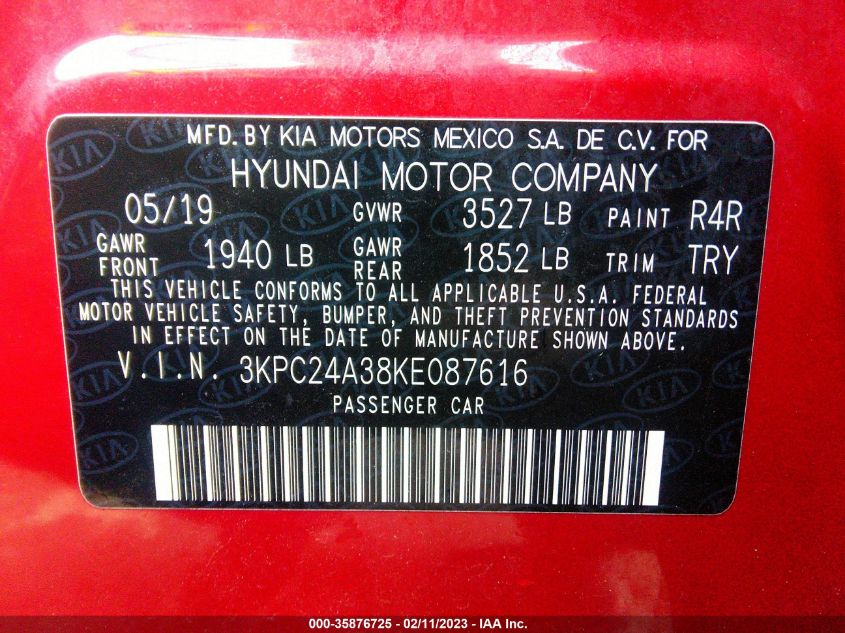 MFD. BY KIA MOTORS MEXICO S.A. DE C.V. FOR
HYUNDAI MOTOR COMPANY
05/19 GVWR 3527 LB PAINT R4R
GAWR FRONT 1940 LB GAWR REAR 1852 LB TRIM TRY
THIS VEHICLE CONFORMS TO ALL APPLICABLE U.S.A. FEDERAL
MOTOR VEHICLE SAFETY, BUMPER, AND THEFT PREVENTION STANDARDS
IN EFFECT ON THE DATE OF MANUFACTURE SHOWN ABOVE.
V.I.N. 3KPC24A38KE087616
PASSENGER CAR
000-35876725 - 02/11/2023 - IAA Inc.